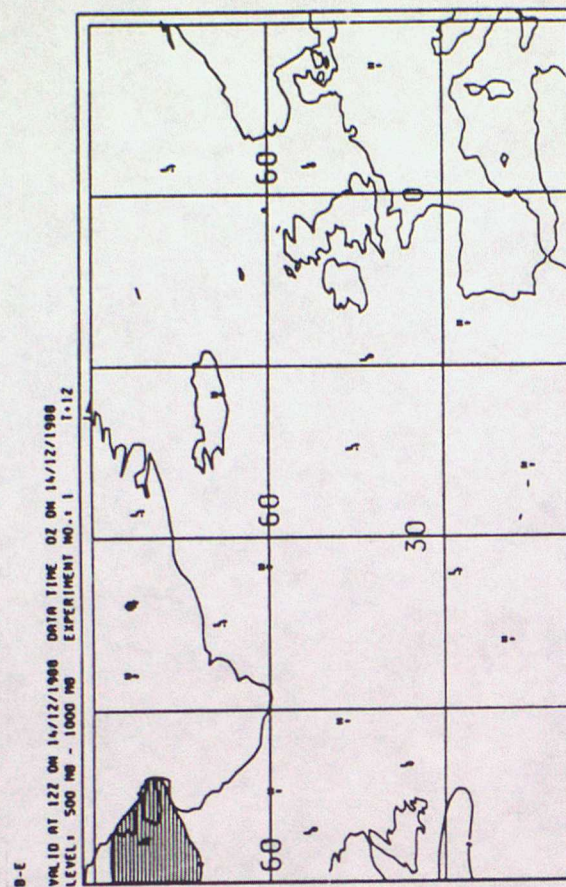 B-E
VALID AT 12Z ON 14/12/1988 DATA TIME 0Z ON 14/12/1988
LEVEL: 500 MB - 1000 MB EXPERIMENT NO.: 1 T+12
60
0
60
30
60